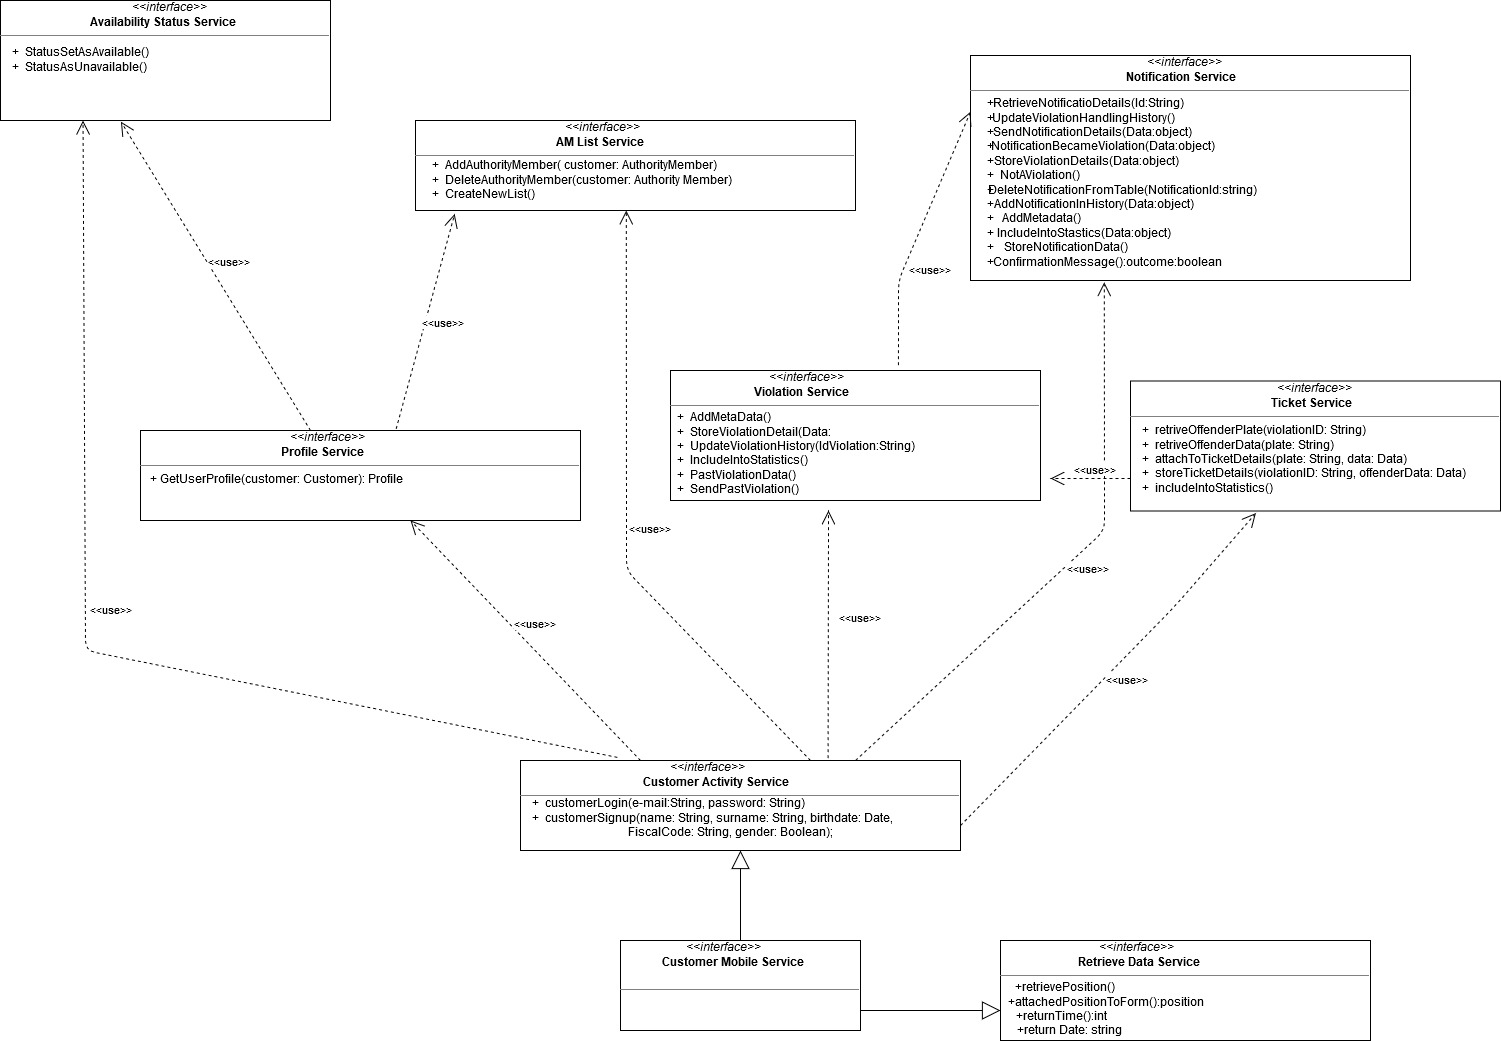 <<interface>>
Availability Status Service
+ StatusSetAsAvailable()
+ StatusAsUnavailable()
<<interface>>
AM List Service
+ AddAuthorityMember( customer: AuthorityMember)
+ DeleteAuthorityMember(customer: Authority Member)
+ CreateNewList()
<<interface>>
Notification Service
+RetrieveNotificatioDetails(Id:String)
+UpdateViolationHandlingHistory()
+SendNotificationDetails(Data:object)
+NotificationBecameViolation(Data:object)
+StoreViolationDetails(Data:object)
+ NotAViolation()
+DeleteNotificationFromTable(NotificationId:string)
+AddNotificationInHistory(Data:object)
+ AddMetadata()
+ IncludeIntoStastics(Data:object)
+ StoreNotificationData()
+ConfirmationMessage():outcome:boolean
<<use>>
<<use>>
<<use>>
<<interface>>
Violation Service
+ AddMetaData()
+ StoreViolationDetail(Data:
+ UpdateViolationHistory(IdViolation:String)
+ IncludeIntoStatistics()
+ PastViolationData()
+ SendPastViolation()
<<interface>>
Ticket Service
+ retriveOffenderPlate(violationID: String)
+ retriveOffenderData(plate: String)
+ attachToTicketDetails(plate: String, data: Data)
+ storeTicketDetails(violationID: String, offenderData: Data)
+ includeIntoStatistics()
<<use>>
<<interface>>
Profile Service
+ GetUserProfile(customer: Customer): Profile
<<use>>
<<use>>
<<use>>
<<use>>
<<use>>
<<use>>
<<interface>>
Customer Activity Service
+ customerLogin(e-mail:String, password: String)
+ customerSignup(name: String, surname: String, birthdate: Date,
FiscalCode: String, gender: Boolean);
<<interface>>
Customer Mobile Service
<<interface>>
Retrieve Data Service
+retrievePosition()
+attachedPositionToForm():position
+returnTime():int
+return Date: string